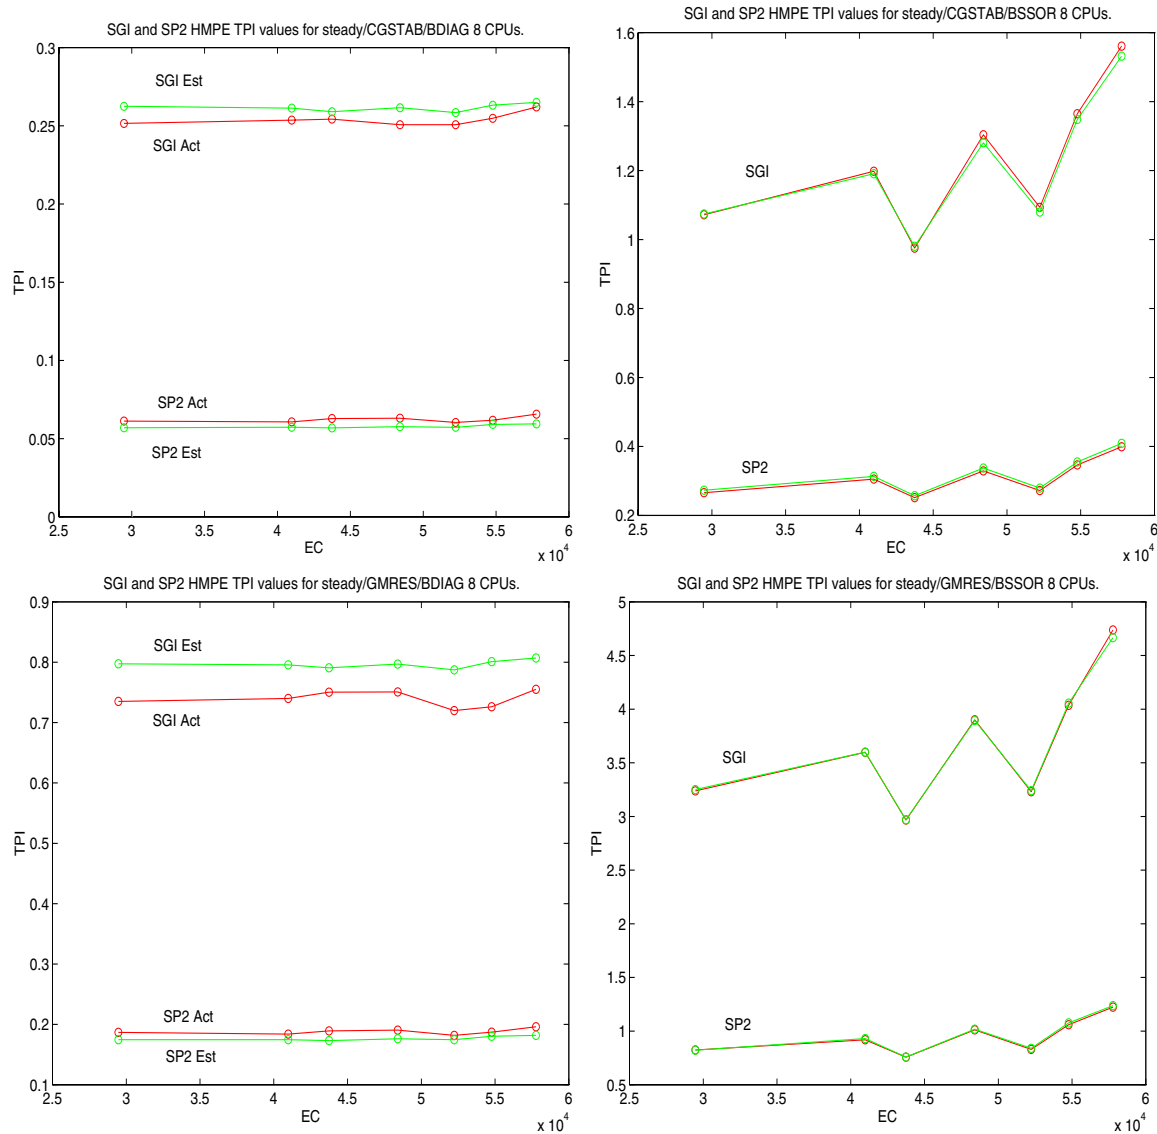 SGI and SP2 HMPE TPI values for steady/CGSTAB/BDIAG 8 CPUs.
0.3
0.25
0.2
0.15
0.1
0.05
0
TPI
SGI Est
SGI Act
SP2 Act
SP2 Est
2.5 3 3.5 4 4.5 5 5.5 6
EC
x 10^4
SGI and SP2 HMPE TPI values for steady/CGSTAB/BSSOR 8 CPUs.
1.6
1.4
1.2
1
0.8
0.6
0.4
0.2
TPI
SGI
SP2
2.5 3 3.5 4 4.5 5 5.5 6
EC
x 10^4
SGI and SP2 HMPE TPI values for steady/GMRES/BDIAG 8 CPUs.
0.9
0.8
0.7
0.6
0.5
0.4
0.3
0.2
0.1
TPI
SGI Est
SGI Act
SP2 Act
SP2 Est
2.5 3 3.5 4 4.5 5 5.5 6
EC
x 10^4
SGI and SP2 HMPE TPI values for steady/GMRES/BSSOR 8 CPUs.
5
4.5
4
3.5
3
2.5
2
1.5
1
0.5
TPI
SGI
SP2
2.5 3 3.5 4 4.5 5 5.5 6
EC
x 10^4